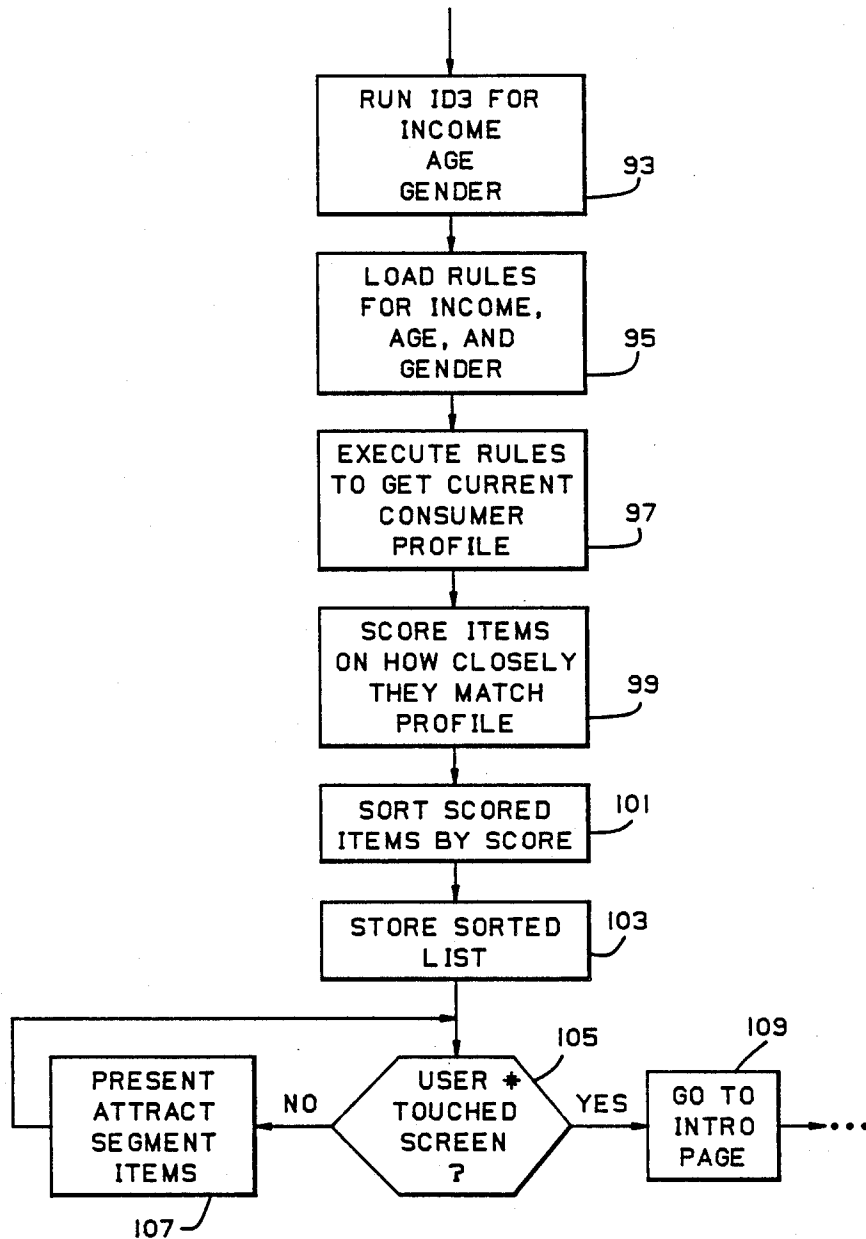 RUN ID3 FOR
INCOME
AGE
GENDER
93
LOAD RULES
FOR INCOME,
AGE, AND
GENDER
95
EXECUTE RULES
TO GET CURRENT
CONSUMER
PROFILE
97
SCORE ITEMS
ON HOW CLOSELY
THEY MATCH
PROFILE
99
SORT SCORED
ITEMS BY SCORE
101
STORE SORTED
LIST
103
PRESENT
ATTRACT
SEGMENT
ITEMS
107
NO
USER *
TOUCHED
SCREEN
?
105
YES
GO TO
INTRO
PAGE
109